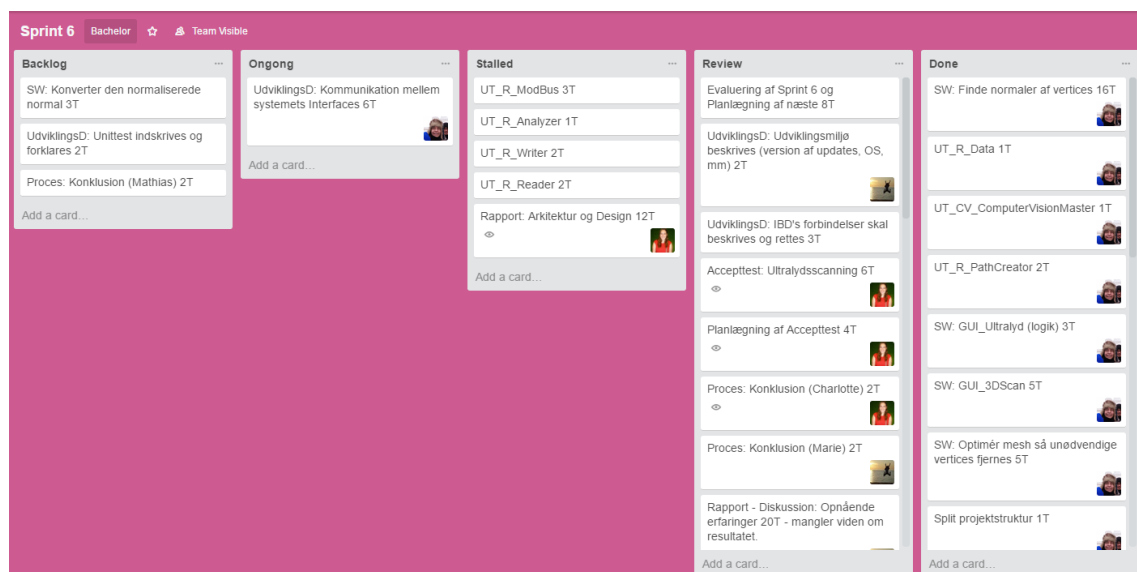 Sprint 6 Bachelor Team Visible
Backlog
SW: Konverter den normaliserede
normal 3T
UdviklingsD: Unittest indskrives og
forklares 2T
Proces: Konklusion (Mathias) 2T
Add a card...
Ongong
UdviklingsD: Kommunikation mellem
systemets Interfaces 6T
Add a card...
Stalled
UT_R_ModBus 3T
UT_R_Analyzer 1T
UT_R_Writer 2T
UT_R_Reader 2T
Rapport: Arkitektur og Design 12T
Add a card...
Review
Evaluering af Sprint 6 og
Planlægning af næste 8T
UdviklingsD: Udviklingsmiljø
beskrives (version af updates, OS,
mm) 2T
UdviklingsD: IBD's forbindelser skal
beskrives og rettes 3T
Accepttest: Ultralydsscanning 6T
Planlægning af Accepttest 4T
Proces: Konklusion (Charlotte) 2T
Proces: Konklusion (Marie) 2T
Rapport - Diskussion: Opnående
erfaringer 20T - mangler viden om
resultatet.
Add a card...
Done
SW: Finde normaler af vertices 16T
UT_R_Data 1T
UT_CV_ComputerVisionMaster 1T
UT_R_PathCreator 2T
SW: GUI_Ultralyd (logik) 3T
SW: GUI_3DScan 5T
SW: Optimér mesh så unødvendige
vertices fjernes 5T
Split projektstruktur 1T
Add a card...